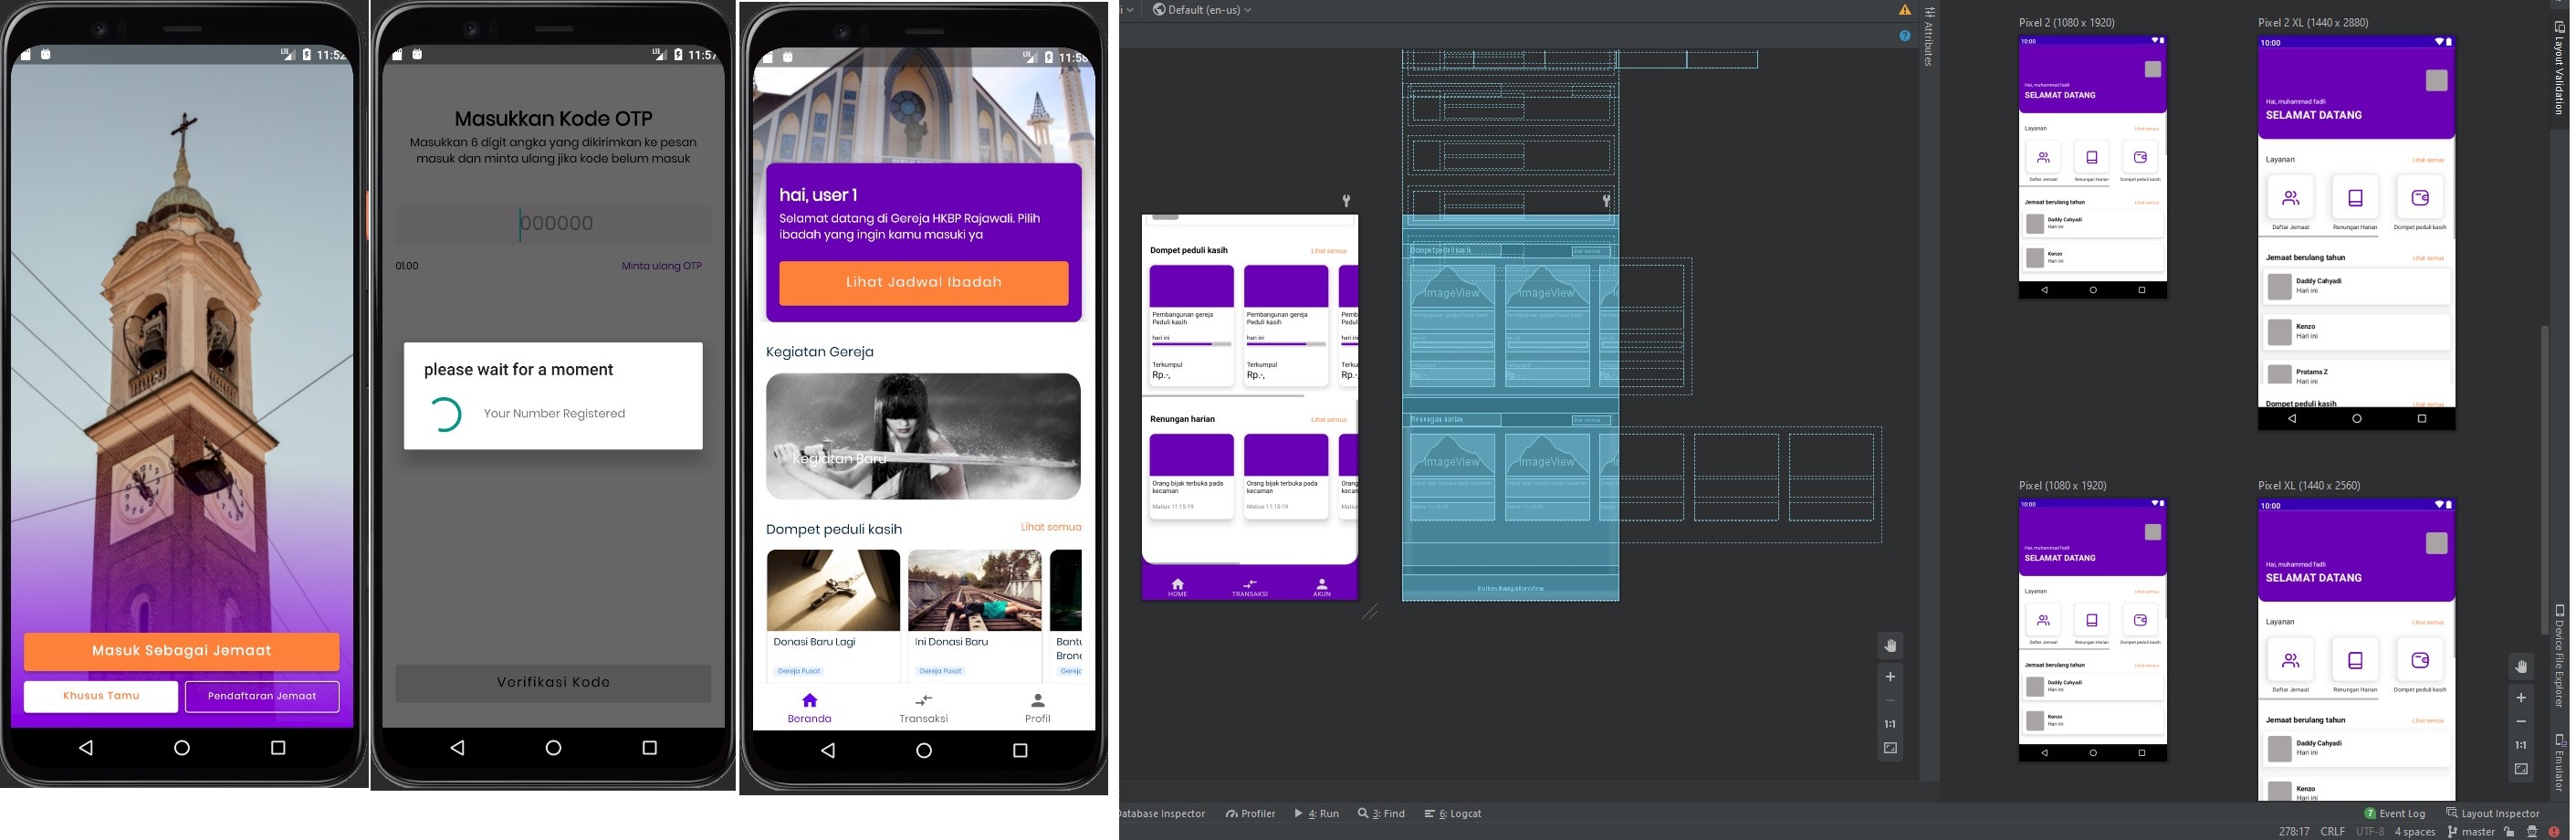 11:52
Masuk Sebagai Jemaat
Khusus Tamu
Pendaftaran Jemaat
LTE
11:57
Masukkan Kode OTP
Masukkan 6 digit angka yang dikirimkan ke pesan
masuk dan minta ulang jika kode belum masuk
000000
01.00
Minta ulang OTP
please wait for a moment
Your Number Registered
Verifikasi Kode
hai, user 1
Selamat datang di Gereja HKBP Rajawali. Pilih
ibadah yang ingin kamu masuki ya
Lihat Jadwal Ibadah
Kegiatan Gereja
Kegiatan Baru
Dompet peduli kasih
Lihat semua
Donasi Baru Lagi
Gereja Pusat
Ini Donasi Baru
Gereja Pusat
Bantu
Beranda
Transaksi
Profil
Default (en-us)
Attributes
Dompet peduli kasih
Lihat semua
Pembangunan gereja
Peduli kasih
hari ini
Terkumpul
Rp.-,
Pembangunan gereja
Peduli kasih
hari ini
Terkumpul
Rp.-,
Renungan harian
Lihat semua
Orang bijak terbuka pada
kecaman
Matius 11:15-19
Orang bijak terbuka pada
kecaman
Matius 11:15-19
HOME
TRANSAKSI
AKUN
Dompet peduli kasih
ImageView
ImageView
Renungan harian
ImageView
ImageView
BottomNavigationView
1:1
Pixel 2 (1080 x 1920)
10:00
Hai, muhammad fadli
SELAMAT DATANG
Layanan
Lihat semua
Daftar Jemaat
Renungan Harian
Dompet peduli kasih
Jemaat berulang tahun
Lihat semua
Daddy Cahyadi
Hari ini
Kenzo
Hari ini
Pixel 2 XL (1440 x 2880)
10:00
Hai, muhammad fadli
SELAMAT DATANG
Layanan
Lihat semua
Daftar Jemaat
Renungan Harian
Dompet peduli kasih
Jemaat berulang tahun
Lihat semua
Daddy Cahyadi
Hari ini
Kenzo
Hari ini
Pratama Z
Hari ini
Dompet peduli kasih
Lihat semua
Pixel (1080 x 1920)
10:00
Hai, muhammad fadli
SELAMAT DATANG
Layanan
Lihat semua
Daftar Jemaat
Renungan Harian
Dompet peduli kasih
Jemaat berulang tahun
Lihat semua
Daddy Cahyadi
Hari ini
Kenzo
Hari ini
Pixel XL (1440 x 2560)
10:00
Hai, muhammad fadli
SELAMAT DATANG
Layanan
Lihat semua
Daftar Jemaat
Renungan Harian
Dompet peduli kasih
Jemaat berulang tahun
Lihat semua
Daddy Cahyadi
Hari ini
Kenzo
Hari ini
1:1
Layout Validation
Device File Explorer
Emulator
Database Inspector
Profiler
4: Run
3: Find
6: Logcat
7 Event Log
Layout Inspector
278:17
CRLF
UTF-8
4 spaces
master